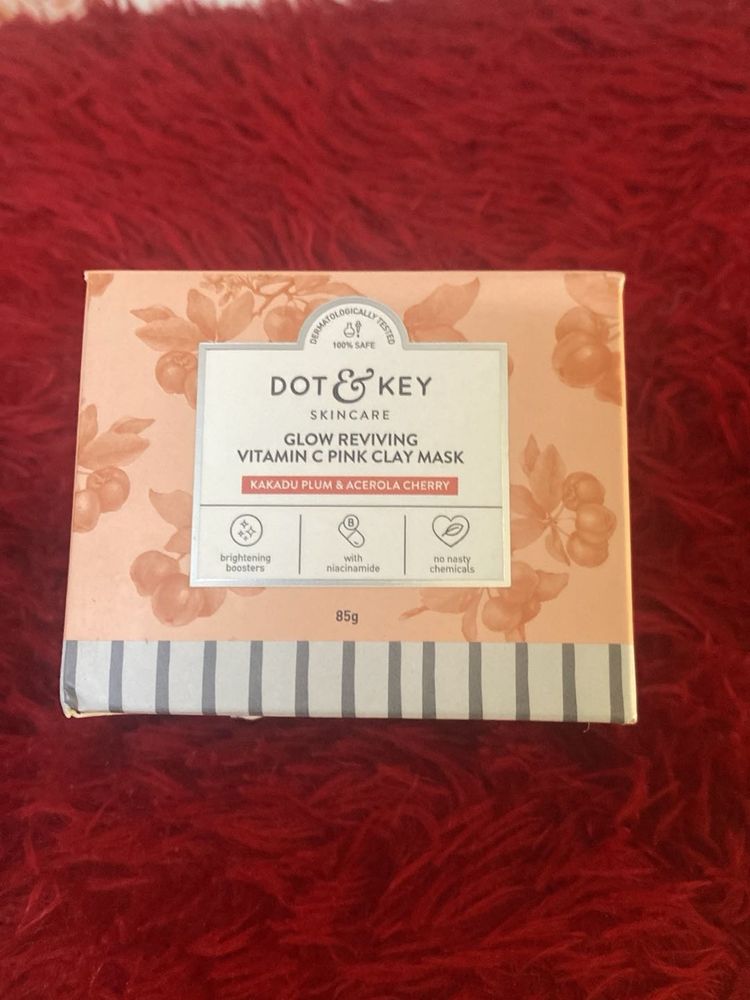 DERMATOLOGICALLY TESTED
100% SAFE
DOT & KEY
SKINCARE
GLOW REVIVING
VITAMIN C PINK CLAY MASK
KAKADU PLUM & ACEROLA CHERRY
B
brightening
boosters
with
niacinamide
no nasty
chemicals
85g